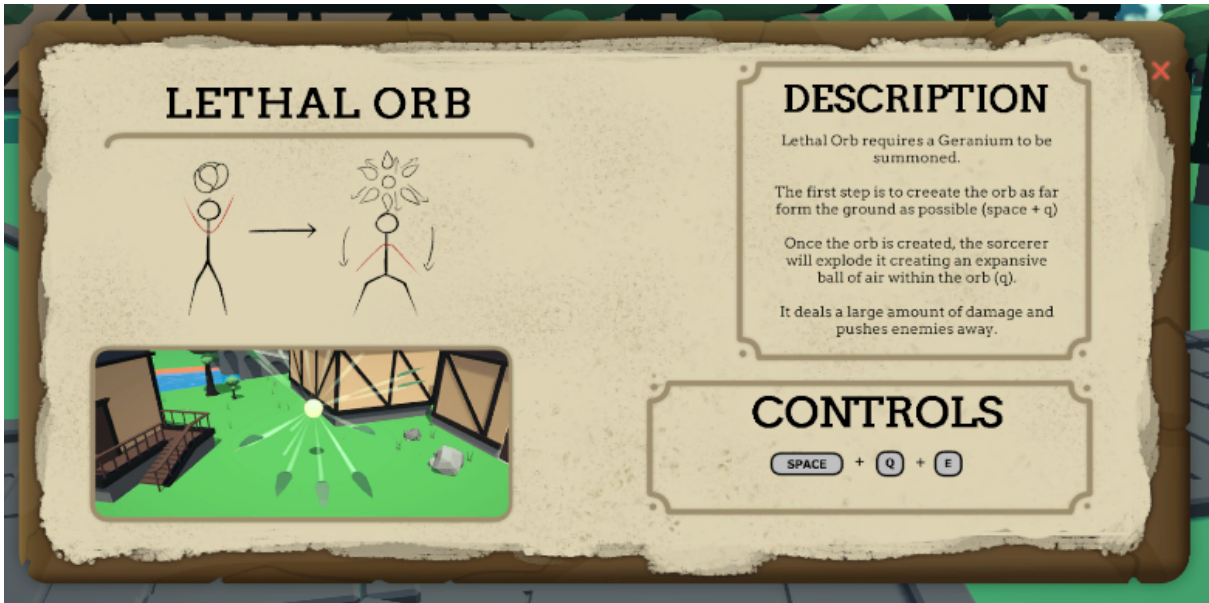 LETHAL ORB
DESCRIPTION
Lethal Orb requires a Geranium to be
summoned.
The first step is to creeate the orb as far
form the ground as possible (space + q)
Once the orb is created, the sorcerer
will explode it creating an expansive
ball of air within the orb (q).
It deals a large amount of damage and
pushes enemies away.
CONTROLS
SPACE + Q + E